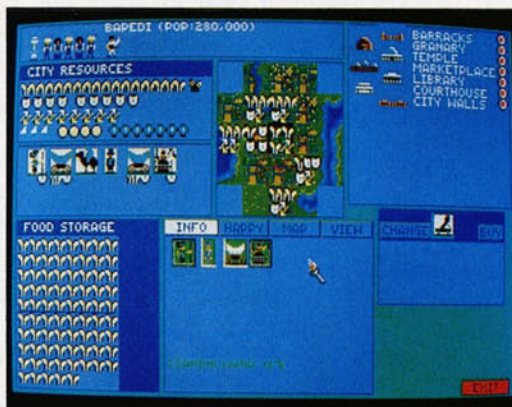 BAPEDI (POP:280,000)
CITY RESOURCES
BARRACKS
GRANARY
TEMPLE
MARKETPLACE
LIBRARY
COURTHOUSE
CITY WALLS
FOOD STORAGE
INFO HAPPY MAP VIEW
CHANGE BUY
EXIT